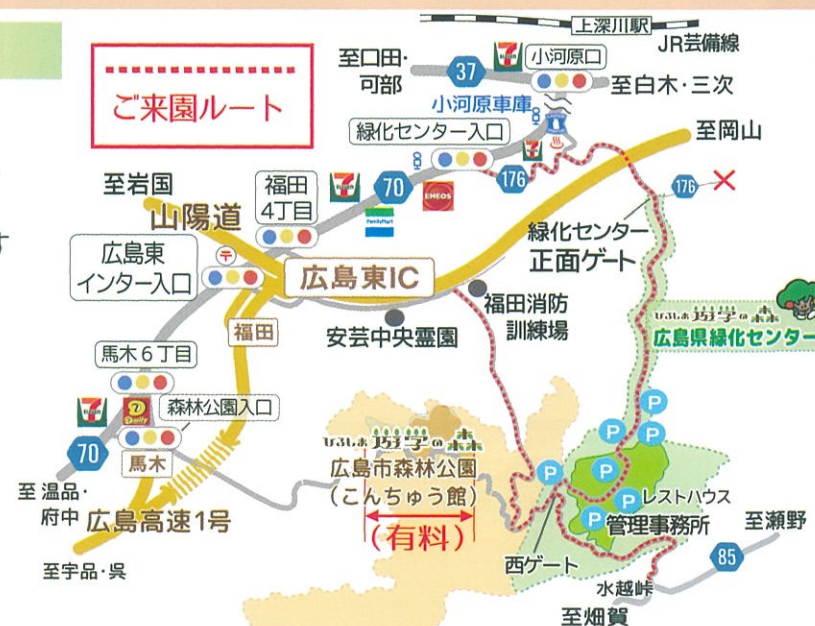 上深川駅
JR芸備線
至口田・
可部
37
小河原口
至白木・三次
ご来園ルート
小河原車庫
緑化センター入口
至岡山
至岩国
山陽道
福田
4丁目
70
ENEOS
FamilyMart
176
176
緑化センター
正面ゲート
広島東
インター入口
広島東IC
福田消防
訓練場
安芸中央霊園
福田
ひろしま遊学の森
広島県緑化センター
馬木6丁目
Daily
森林公園入口
70
馬木
ひろしま遊学の森
広島市森林公園
(こんちゅう館)
(有料)
P
P
P
P
P
P
P
レストハウス
管理事務所
至温品・
府中
広島高速1号
至宇品・呉
西ゲート
至瀬野
85
水越峠
至畑賀